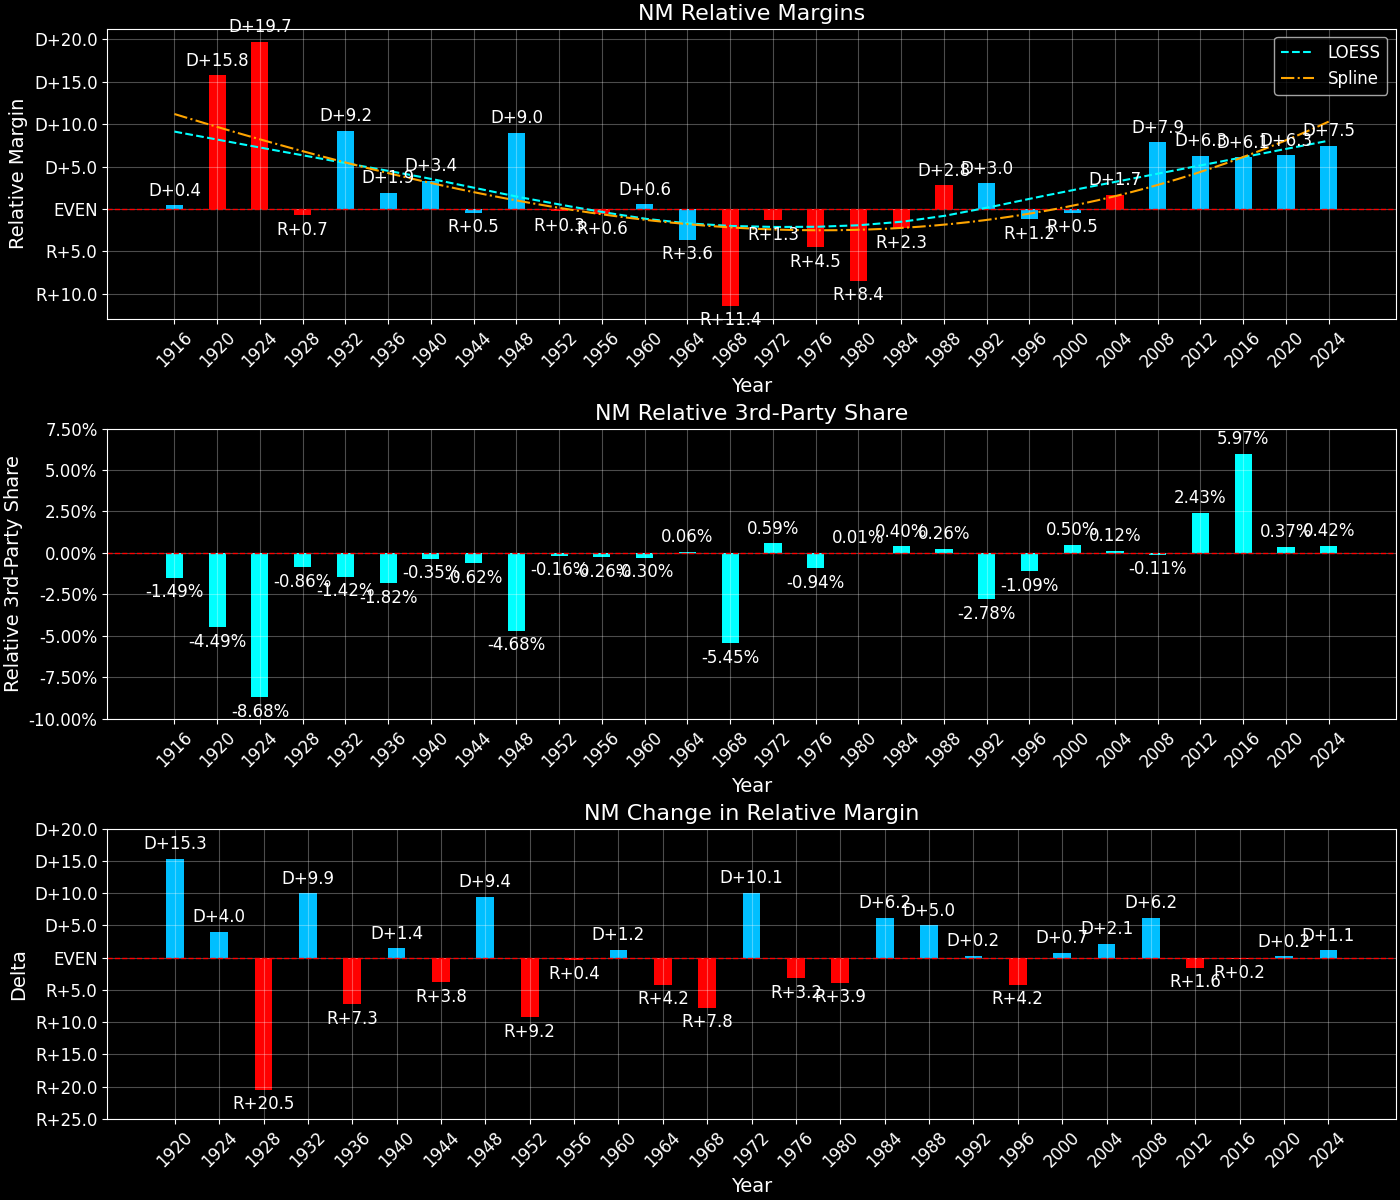 NM Relative Margins
Relative Margin
D+20.0
D+15.0
D+10.0
D+5.0
EVEN
R+5.0
R+10.0
D+0.4
D+15.8
D+19.7
R+0.7
D+9.2
D+1.9
D+3.4
R+0.5
D+9.0
R+0.3
R+0.6
D+0.6
R+3.6
R+11.4
R+1.3
R+4.5
R+8.4
R+2.3
D+2.8
D+3.0
R+1.2
R+0.5
D+1.7
D+7.9
D+6.3
D+6.1
D+6.3
D+7.5
LOESS
Spline
1916 1920 1924 1928 1932 1936 1940 1944 1948 1952 1956 1960 1964 1968 1972 1976 1980 1984 1988 1992 1996 2000 2004 2008 2012 2016 2020 2024
Year
NM Relative 3rd-Party Share
Relative 3rd-Party Share
7.50%
5.00%
2.50%
0.00%
-2.50%
-5.00%
-7.50%
-10.00%
-1.49%
-4.49%
-8.68%
-0.86%
-1.42%
-1.82%
-0.35%
-0.62%
-4.68%
-0.16%
-0.26%
-0.30%
0.06%
-5.45%
0.59%
-0.94%
0.01%
0.40%
0.26%
-2.78%
-1.09%
0.50%
0.12%
-0.11%
2.43%
5.97%
0.37%
0.42%
1916 1920 1924 1928 1932 1936 1940 1944 1948 1952 1956 1960 1964 1968 1972 1976 1980 1984 1988 1992 1996 2000 2004 2008 2012 2016 2020 2024
Year
NM Change in Relative Margin
Delta
D+20.0
D+15.0
D+10.0
D+5.0
EVEN
R+5.0
R+10.0
R+15.0
R+20.0
R+25.0
D+15.3
D+4.0
R+20.5
D+9.9
R+7.3
D+1.4
R+3.8
D+9.4
R+9.2
R+0.4
D+1.2
R+4.2
R+7.8
D+10.1
R+3.2
R+3.9
D+6.2
D+5.0
D+0.2
R+4.2
D+0.7
D+2.1
D+6.2
R+1.6
R+0.2
D+0.2
D+1.1
1920 1924 1928 1932 1936 1940 1944 1948 1952 1956 1960 1964 1968 1972 1976 1980 1984 1988 1992 1996 2000 2004 2008 2012 2016 2020 2024
Year